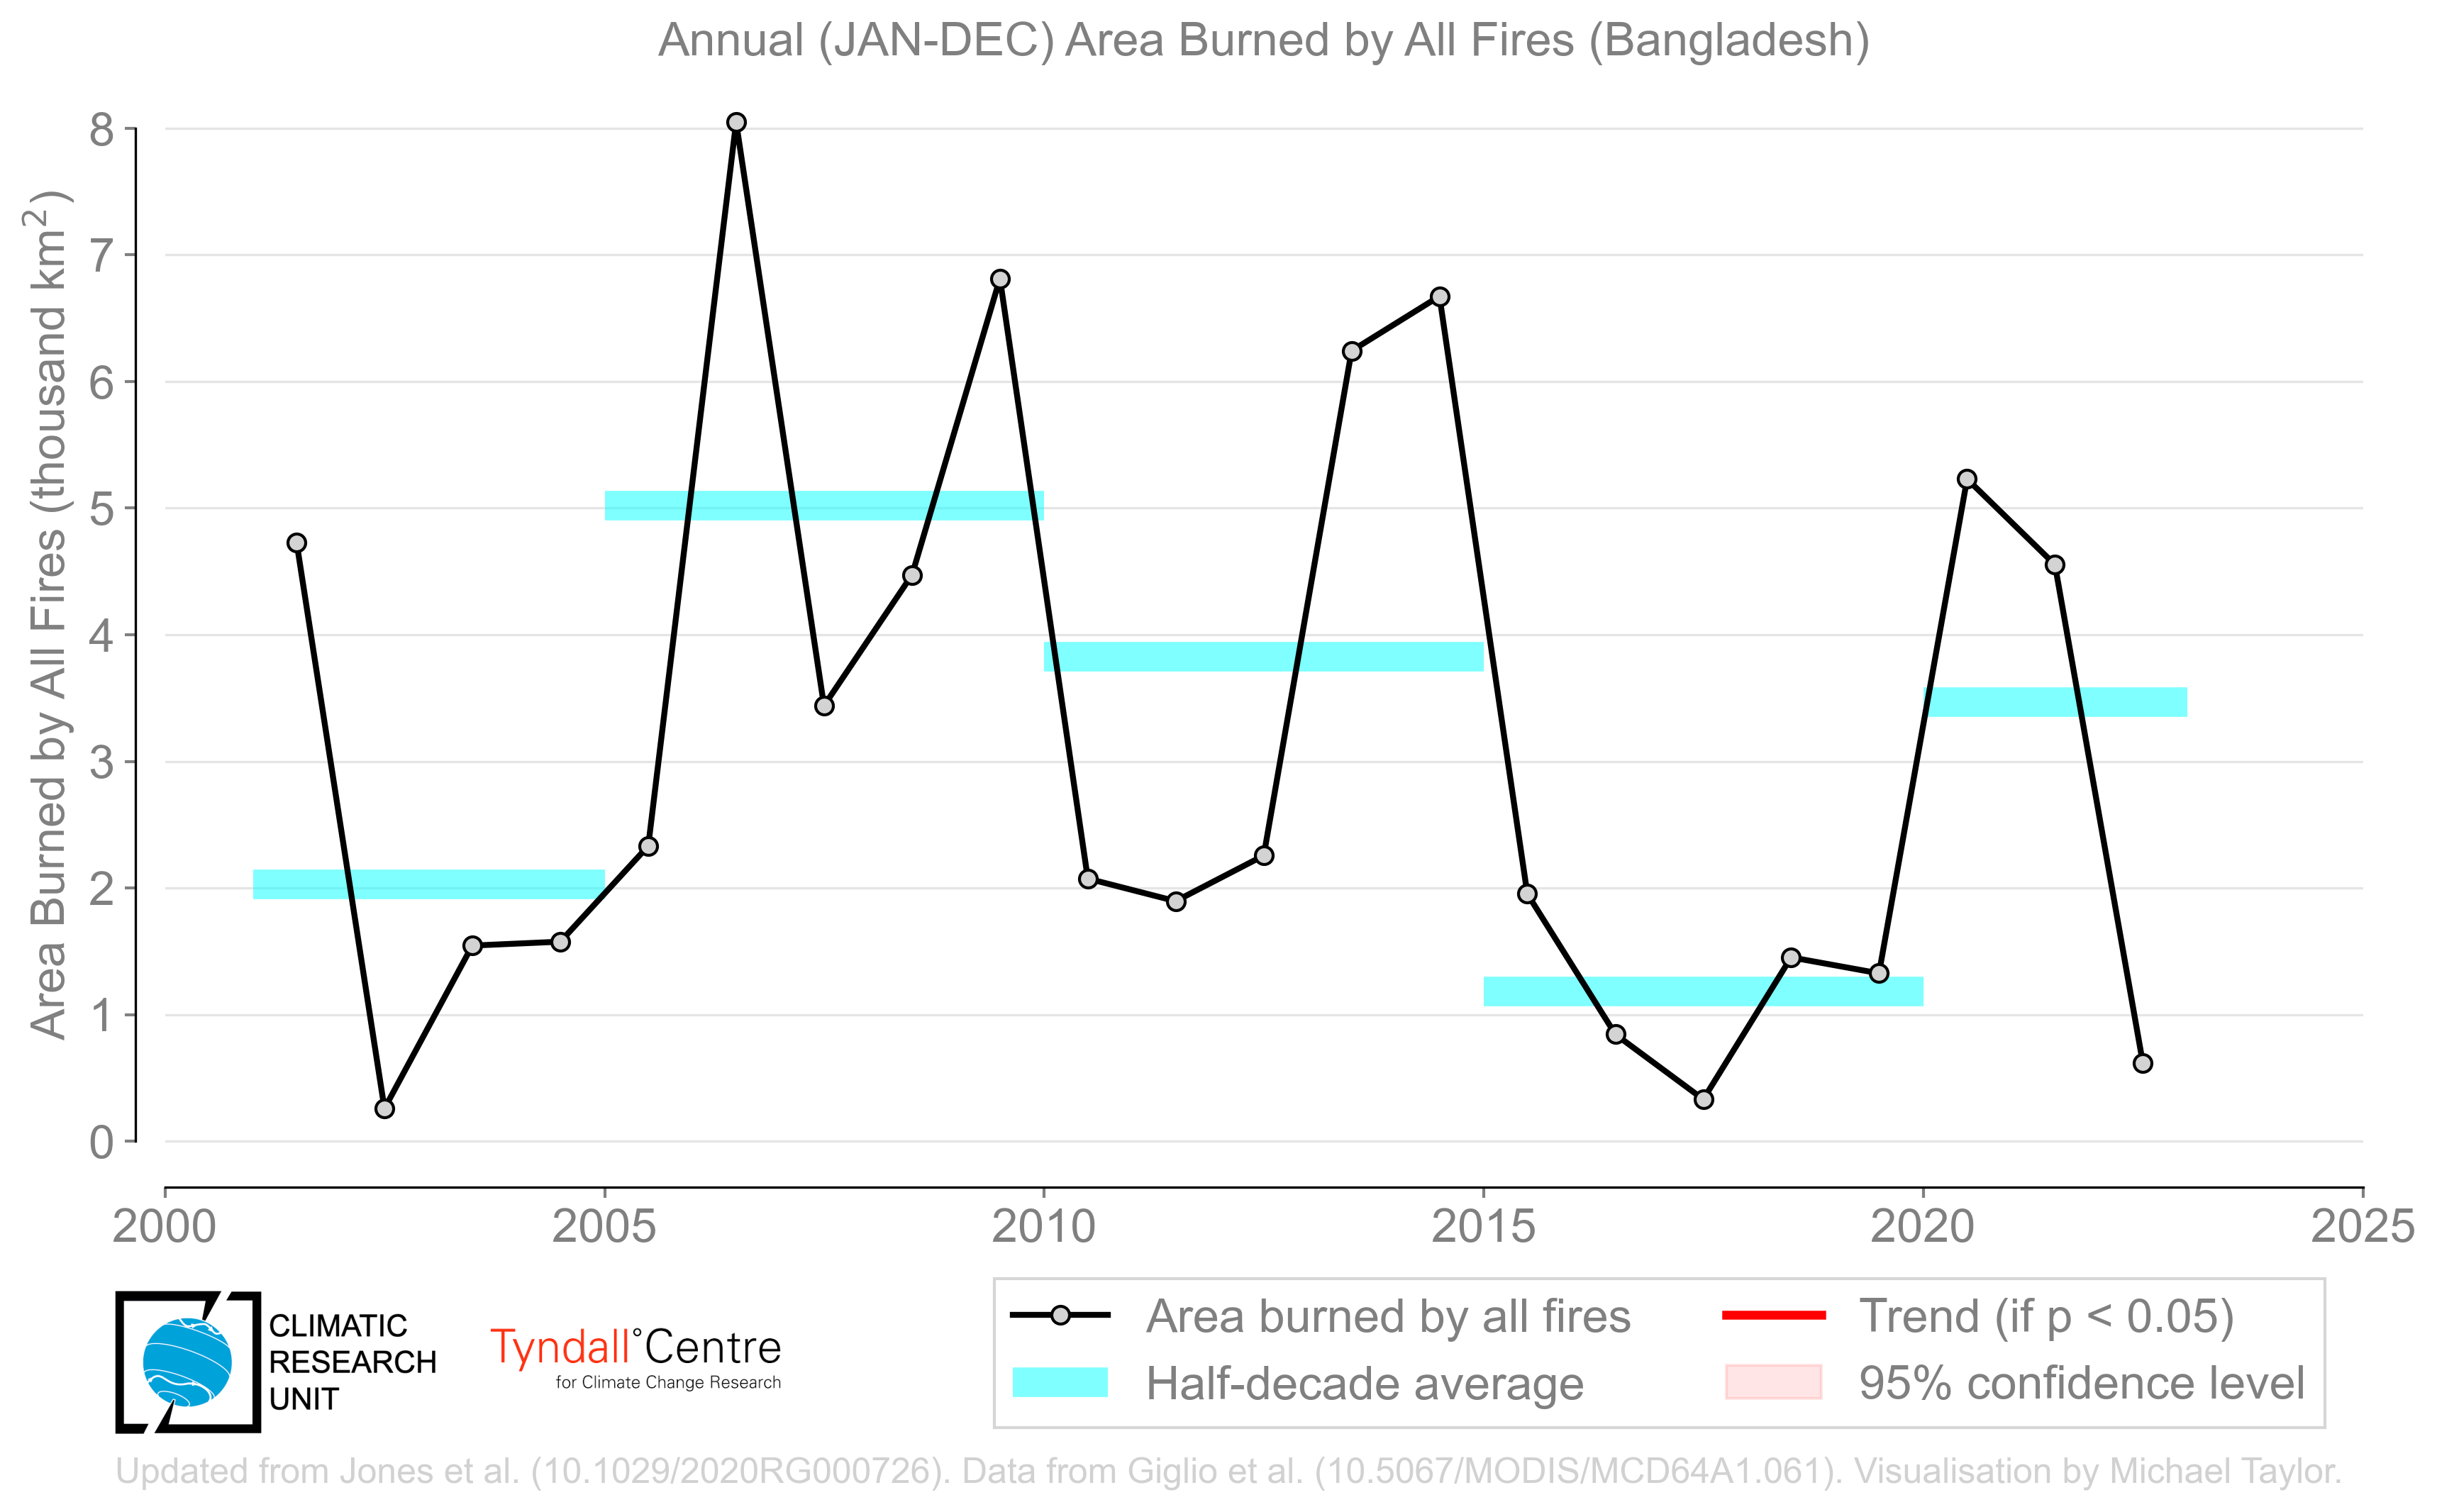 Annual (JAN-DEC) Area Burned by All Fires (Bangladesh)
Area Burned by All Fires (thousand km²)
8
7
6
5
4
3
2
1
0
2000 2005 2010 2015 2020 2025
CLIMATIC
RESEARCH
UNIT
Tyndall°Centre
for Climate Change Research
Area burned by all fires
Half-decade average
Trend (if p < 0.05)
95% confidence level
Updated from Jones et al. (10.1029/2020RG000726). Data from Giglio et al. (10.5067/MODIS/MCD64A1.061). Visualisation by Michael Taylor.